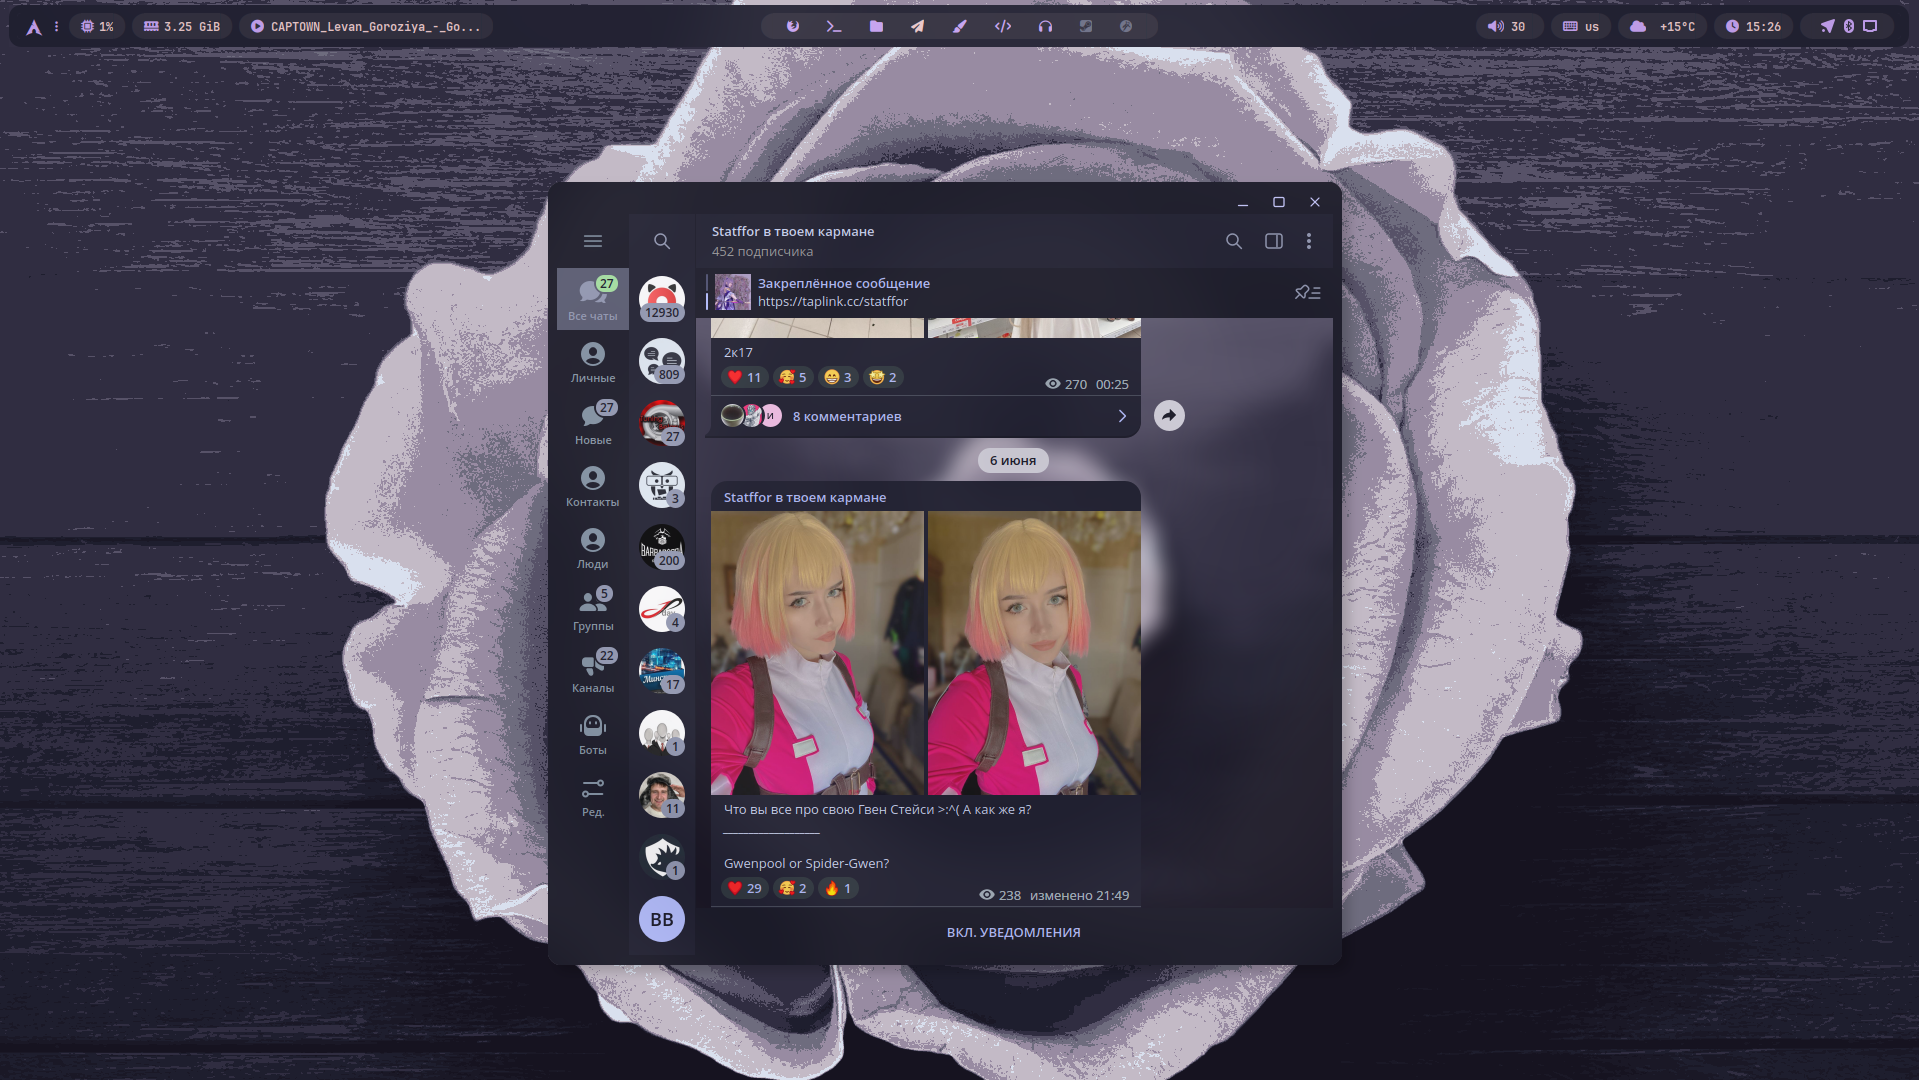 1%
3.25 GiB
CAPTOWN_Levan_Goroziya_-_Go...
30
us
+15°C
15:26
Statffor в твоем кармане
452 подписчика
Закреплённое сообщение
https://taplink.cc/statffor
27
Все чаты
Личные
27
Новые
Контакты
Люди
5
Группы
22
Каналы
Боты
Ред.
12930
809
27
3
200
4
17
1
11
1
BB
2к17
11 5 3 2
270 00:25
И
8 комментариев
6 июня
Statffor в твоем кармане
Что вы все про свою Гвен Стейси >:^( А как же я?
Gwenpool or Spider-Gwen?
29 2 1
238 изменено 21:49
ВКЛ. УВЕДОМЛЕНИЯ